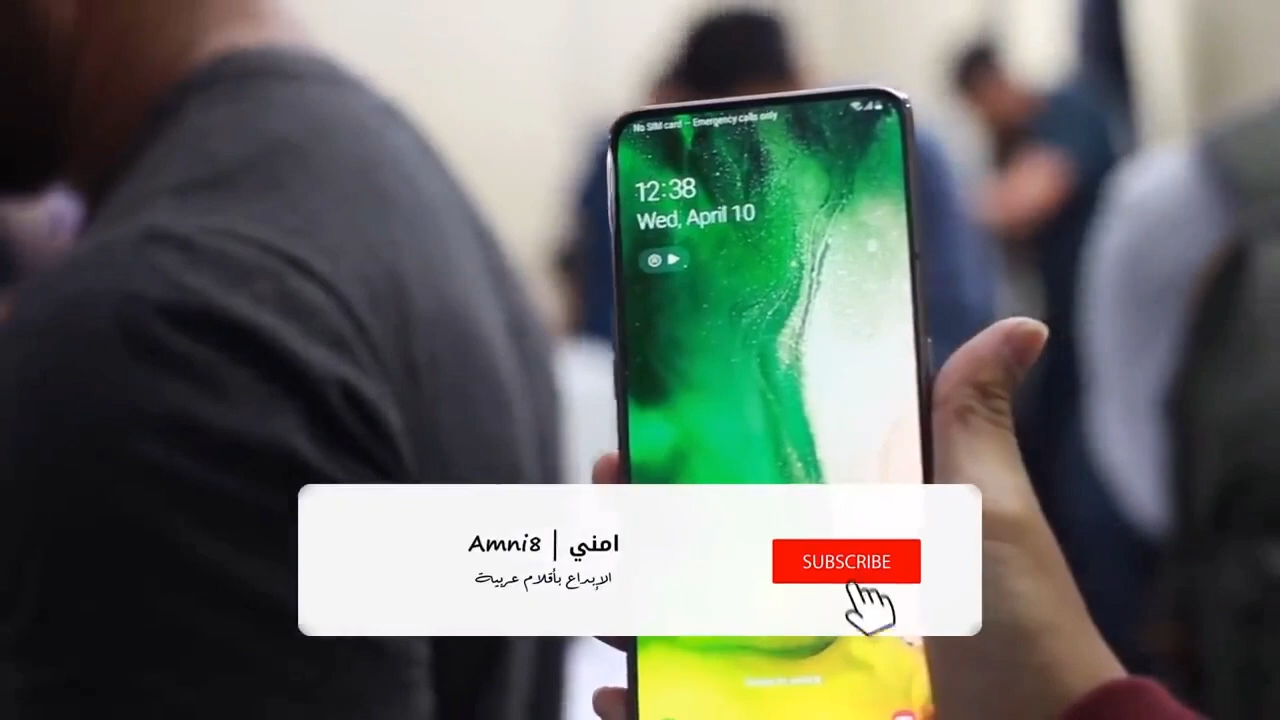 No SIM card — Emergency calls only
12:38
Wed, April 10
امني | Amni8
الإبداع بأقلام عربية
SUBSCRIBE